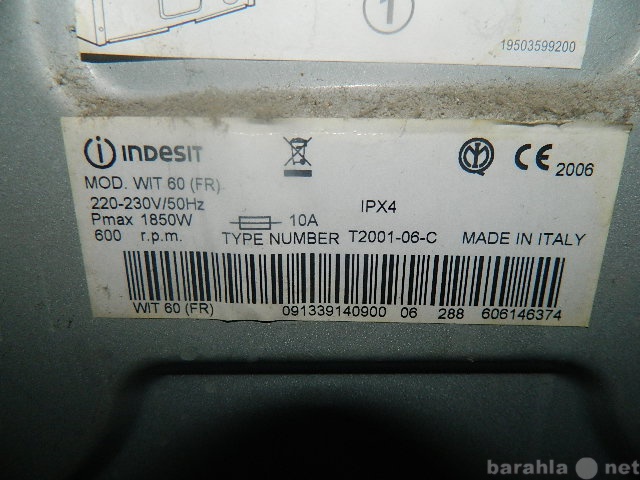 1
19503599200
indesit
MOD. WIT 60 (FR)
220-230V/50Hz
Pmax 1850W 10A IPX4
600 r.p.m. TYPE NUMBER T2001-06-C MADE IN ITALY
CE 2006
WIT 60 (FR) 091339140900 06 288 606146374
barahla.net